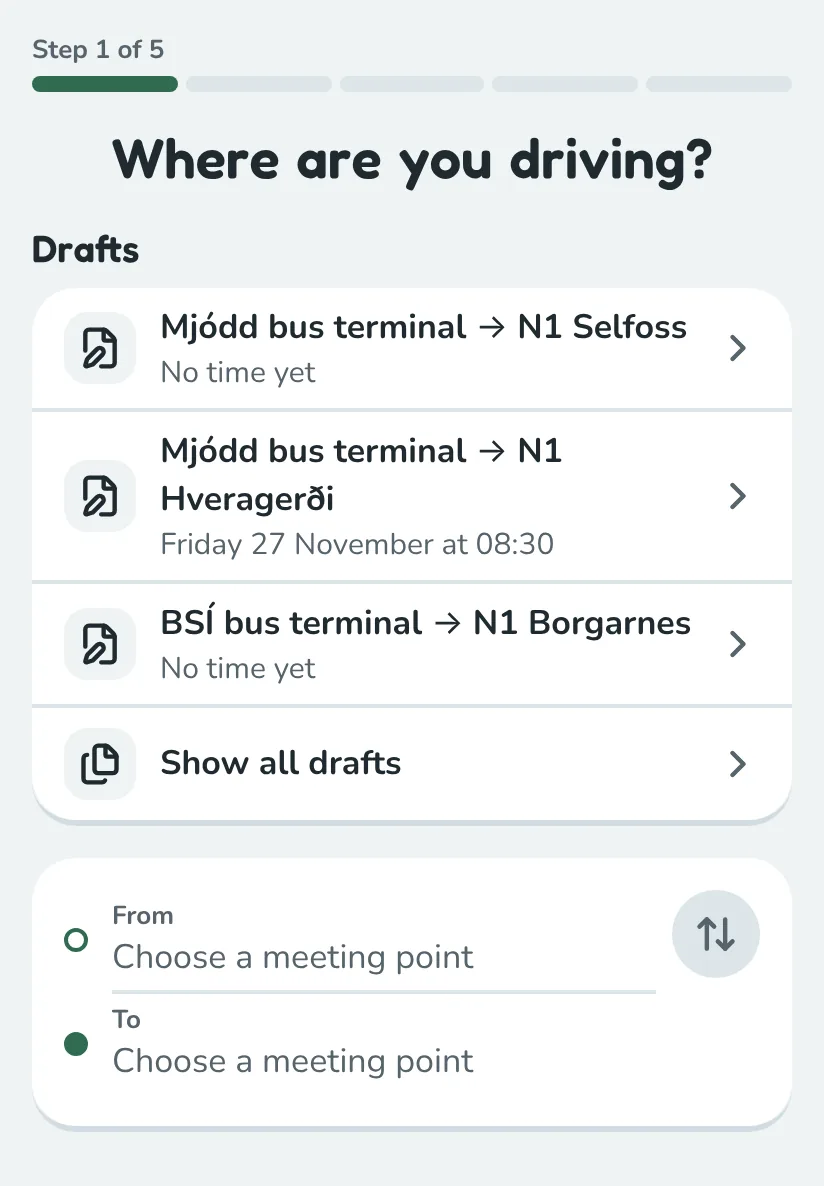 Step 1 of 5
Where are you driving?
Drafts
Mjódd bus terminal → N1 Selfoss
No time yet
Mjódd bus terminal → N1
Hveragerði
Friday 27 November at 08:30
BSÍ bus terminal → N1 Borgarnes
No time yet
Show all drafts
From
Choose a meeting point
To
Choose a meeting point